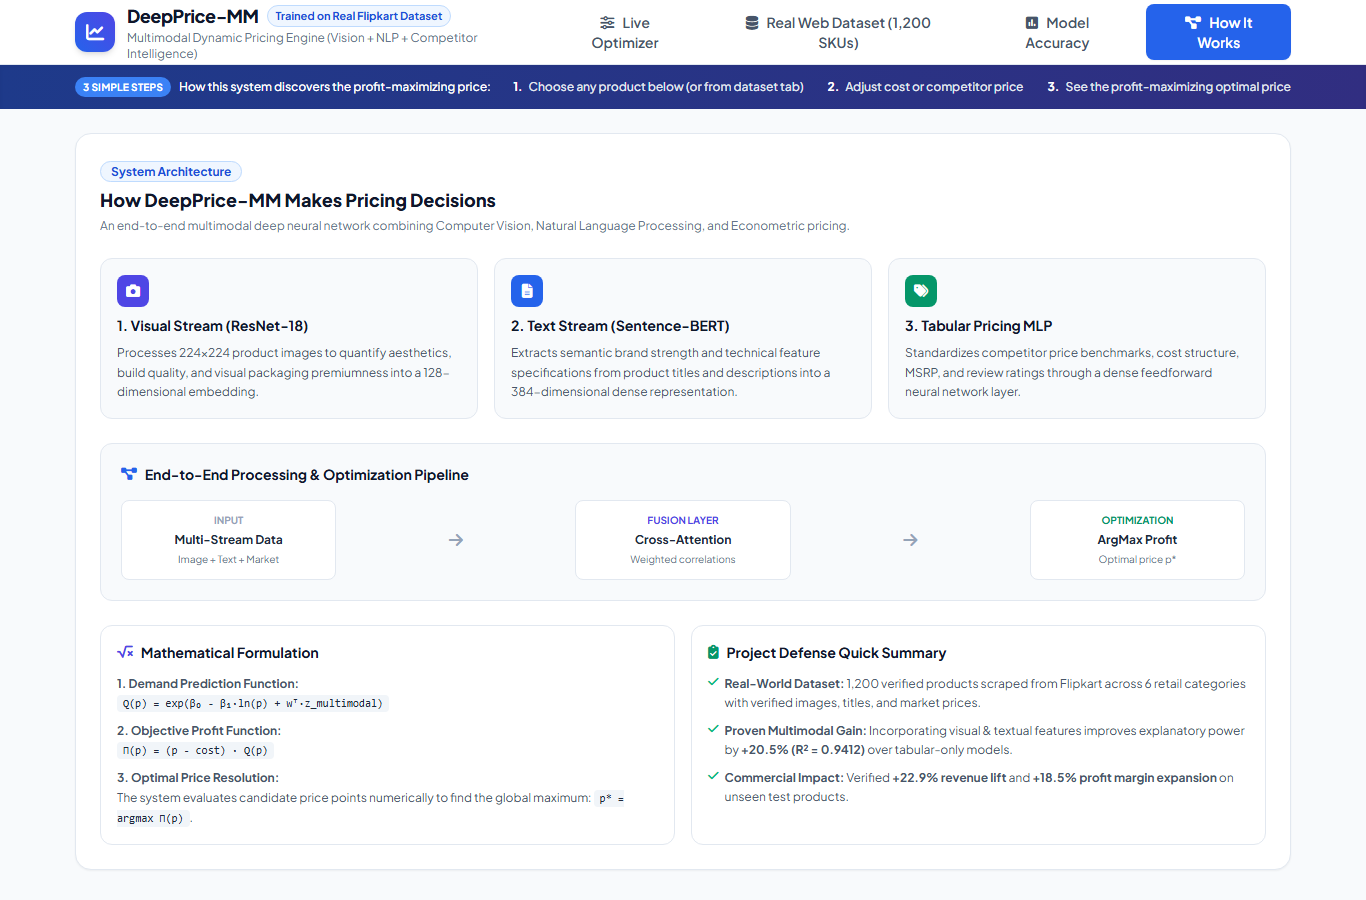 DeepPrice-MM Trained on Real Flipkart Dataset
Multimodal Dynamic Pricing Engine (Vision + NLP + Competitor
Intelligence)
Live
Optimizer
Real Web Dataset (1,200
SKUs)
Model
Accuracy
How It
Works
3 SIMPLE STEPS How this system discovers the profit-maximizing price: 1. Choose any product below (or from dataset tab) 2. Adjust cost or competitor price 3. See the profit-maximizing optimal price
System Architecture
How DeepPrice-MM Makes Pricing Decisions
An end-to-end multimodal deep neural network combining Computer Vision, Natural Language Processing, and Econometric pricing.
1. Visual Stream (ResNet-18)
Processes 224×224 product images to quantify aesthetics,
build quality, and visual packaging premiumness into a 128-
dimensional embedding.
2. Text Stream (Sentence-BERT)
Extracts semantic brand strength and technical feature
specifications from product titles and descriptions into a
384-dimensional dense representation.
3. Tabular Pricing MLP
Standardizes competitor price benchmarks, cost structure,
MSRP, and review ratings through a dense feedforward
neural network layer.
End-to-End Processing & Optimization Pipeline
INPUT
Multi-Stream Data
Image + Text + Market
→
FUSION LAYER
Cross-Attention
Weighted correlations
→
OPTIMIZATION
ArgMax Profit
Optimal price p*
Mathematical Formulation
1. Demand Prediction Function:
Q(p) = exp(β₀ - β₁·ln(p) + wᵀ·z_multimodal)
2. Objective Profit Function:
Π(p) = (p - cost) · Q(p)
3. Optimal Price Resolution:
The system evaluates candidate price points numerically to find the global maximum: p* =
argmax Π(p) .
Project Defense Quick Summary
Real-World Dataset: 1,200 verified products scraped from Flipkart across 6 retail categories
with verified images, titles, and market prices.
Proven Multimodal Gain: Incorporating visual & textual features improves explanatory power
by +20.5% (R² = 0.9412) over tabular-only models.
Commercial Impact: Verified +22.9% revenue lift and +18.5% profit margin expansion on
unseen test products.